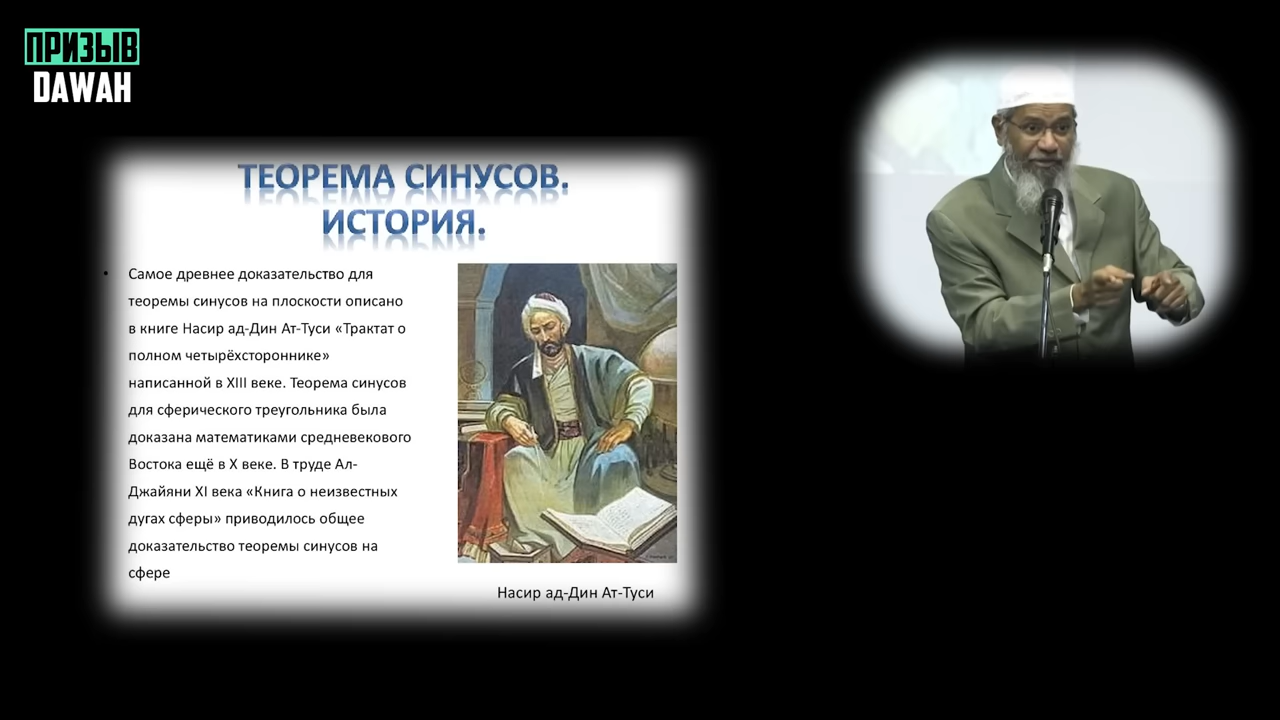 ПРИЗЫВ
DAWAH
ТЕОРЕМА СИНУСОВ.
ИСТОРИЯ.
• Самое древнее доказательство для
теоремы синусов на плоскости описано
в книге Насир ад-Дин Ат-Туси «Трактат о
полном четырёхстороннике»
написанной в XIII веке. Теорема синусов
для сферического треугольника была
доказана математиками средневекового
Востока ещё в X веке. В труде Ал-
Джайяни XI века «Книга о неизвестных
дугах сферы» приводилось общее
доказательство теоремы синусов на
сфере
Насир ад-Дин Ат-Туси